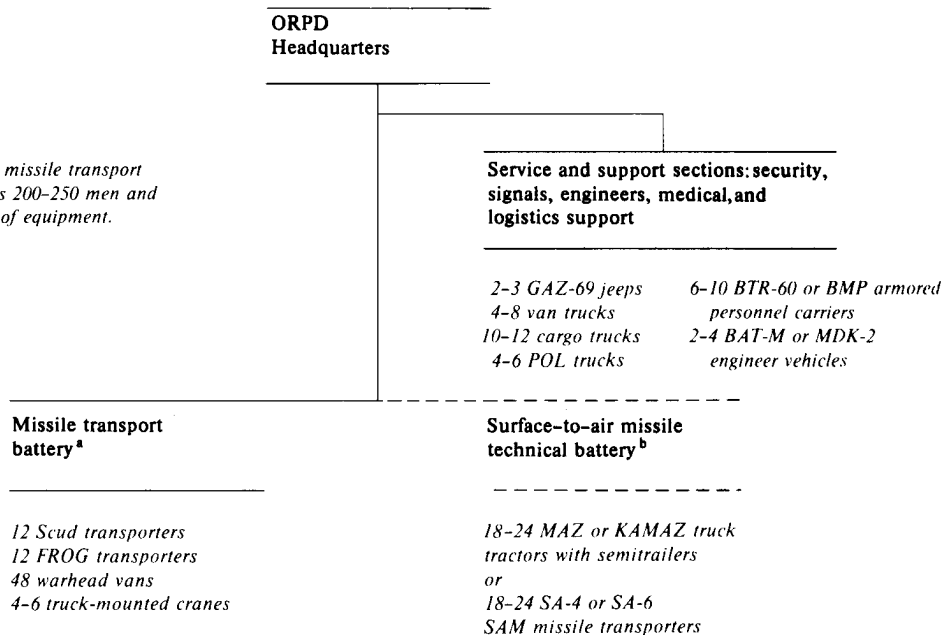 ORPD
Headquarters
missile transport
s 200-250 men and
of equipment.
Service and support sections: security,
signals, engineers, medical, and
logistics support
2-3 GAZ-69 jeeps
4-8 van trucks
10-12 cargo trucks
4-6 POL trucks
6-10 BTR-60 or BMP armored
personnel carriers
2-4 BAT-M or MDK-2
engineer vehicles
Missile transport
battery a
12 Scud transporters
12 FROG transporters
48 warhead vans
4-6 truck-mounted cranes
Surface-to-air missile
technical battery b
18-24 MAZ or KAMAZ truck
tractors with semitrailers
or
18-24 SA-4 or SA-6
SAM missile transporters